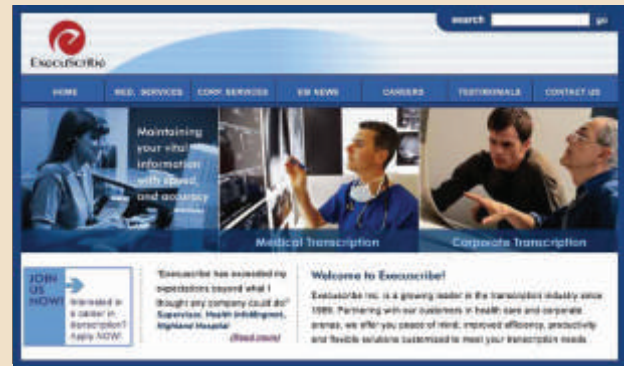 search go
ExecuScribe
HOME MED. SERVICES CORP. SERVICES ESI NEWS CAREERS TESTIMONIALS CONTACT US
Maintaining
your vital
information
with speed,
and accuracy
Medical Transcription
Corporate Transcription
JOIN
US
NOW!
Interested in
a career in
transcription?
Apply NOW!
"Execuscribe has exceeded my
expectations beyond what I
thought any company could do!"
Supervisor, Health
Highland Hospital
(Read more)
Welcome to Execuscribe!
Execuscribe Inc. is a growing leader in the transcription industry since
1989. Partnering with our customers in health care and corporate
arenas, we offer you peace of mind, improved efficiency, productivity
and flexible solutions customized to meet your transcription needs.